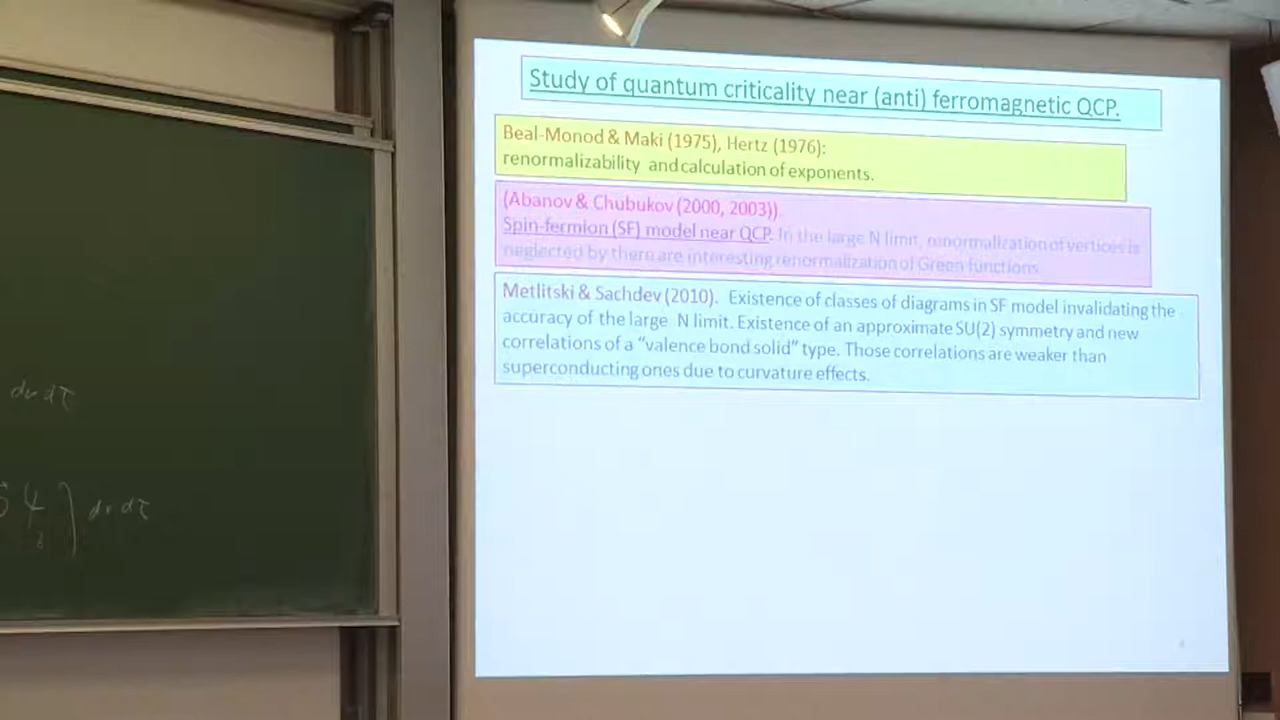 Study of quantum criticality near (anti) ferromagnetic QCP.
Beal-Monod & Maki (1975), Hertz (1976):
renormalizability and calculation of exponents.
(Abanov & Chubukov (2000, 2003)).
Spin-fermion (SF) model near QCP. In the large N limit, renormalization of vertices is
neglected by there are interesting renormalization of Green functions.
Metlitski & Sachdev (2010). Existence of classes of diagrams in SF model invalidating the
accuracy of the large N limit. Existence of an approximate SU(2) symmetry and new
correlations of a “valence bond solid” type. Those correlations are weaker than
superconducting ones due to curvature effects.
dr dτ
ψ ] dr dτ